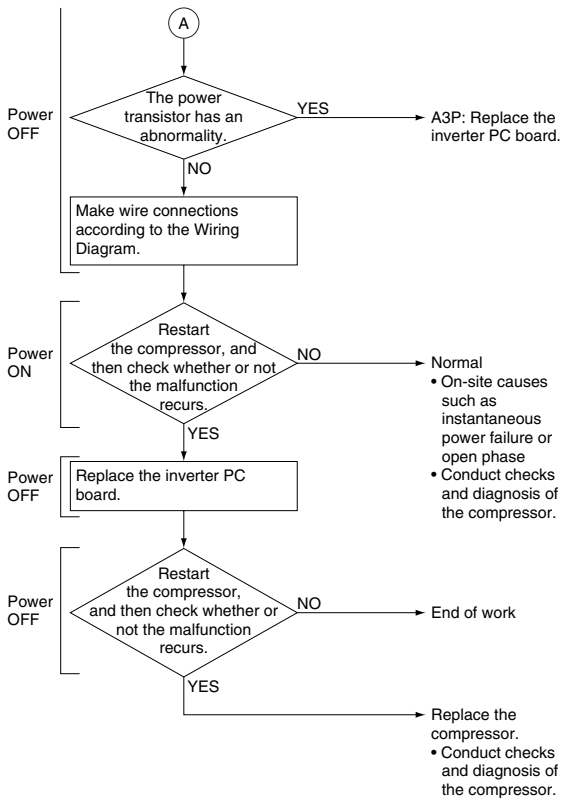 A
Power
OFF
The power
transistor has an
abnormality.
YES
A3P: Replace the
inverter PC board.
NO
Make wire connections
according to the Wiring
Diagram.
Power
ON
Restart
the compressor, and
then check whether or not
the malfunction
recurs.
NO
Normal
• On-site causes
such as
instantaneous
power failure or
open phase
• Conduct checks
and diagnosis of
the compressor.
YES
Power
OFF
Replace the inverter PC
board.
Power
OFF
Restart
the compressor,
and then check whether or
not the malfunction
recurs.
NO
End of work
YES
Replace the
compressor.
• Conduct checks
and diagnosis of
the compressor.